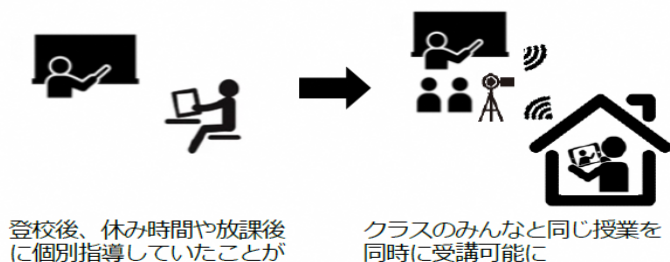 登校後、休み時間や放課後
に個別指導していたことが
クラスのみんなと同じ授業を
同時に受講可能に